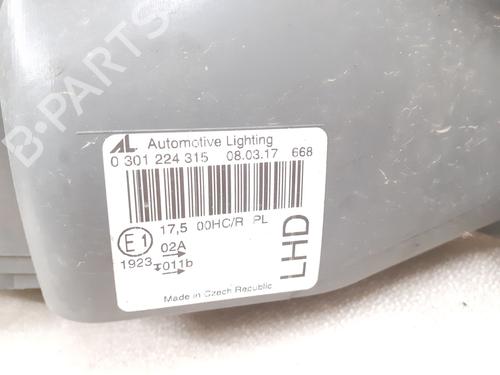 AL Automotive Lighting
0 301 224 315 08.03.17 668
17,5 00HC/R PL
E1 02A
1923 011b
LHD
Made in Czech Republic
B-PARTS